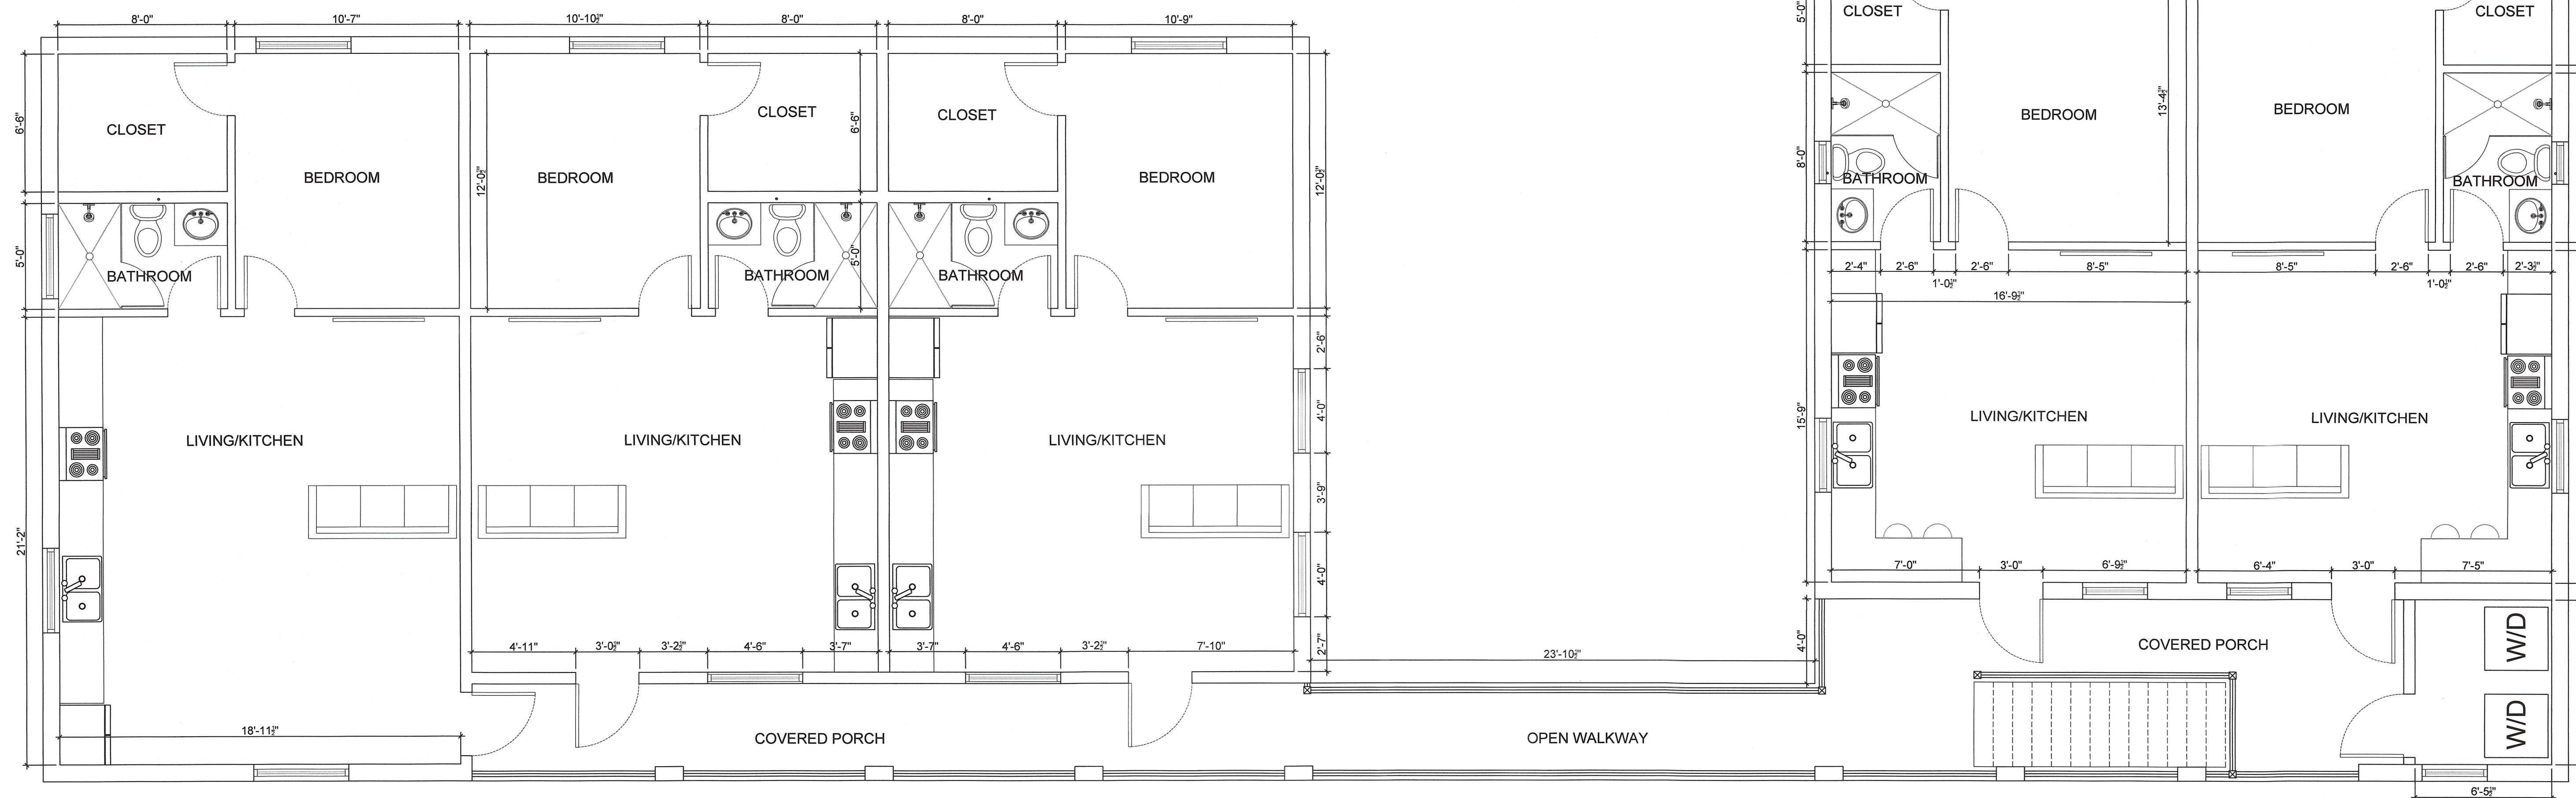 8'-0" 10'-7" 10'-10½" 8'-0" 8'-0" 10'-9"
5'-0" CLOSET CLOSET
6'-6" CLOSET 12'-0½" CLOSET 6'-6" CLOSET 12'-0½"
BEDROOM BEDROOM BEDROOM
BEDROOM 13'-4½" BEDROOM
8'-0" BATHROOM BATHROOM
5'-0" BATHROOM BATHROOM 5'-0" BATHROOM
2'-4" 2'-6" 2'-6" 8'-5" 8'-5" 2'-6" 2'-6" 2'-3½"
1'-0½" 1'-0½"
16'-9½"
2'-6"
4'-0"
3'-9"
4'-0"
2'-7"
15'-9"
LIVING/KITCHEN LIVING/KITCHEN
LIVING/KITCHEN LIVING/KITCHEN LIVING/KITCHEN
21'-2"
7'-0" 3'-0" 6'-9½" 6'-4" 3'-0" 7'-5"
4'-11" 3'-0½" 3'-2½" 4'-6" 3'-7" 3'-7" 4'-6" 3'-2½" 7'-10"
23'-10½"
4'-0"
COVERED PORCH
W/D
W/D
18'-11½"
COVERED PORCH
OPEN WALKWAY
6'-5½"